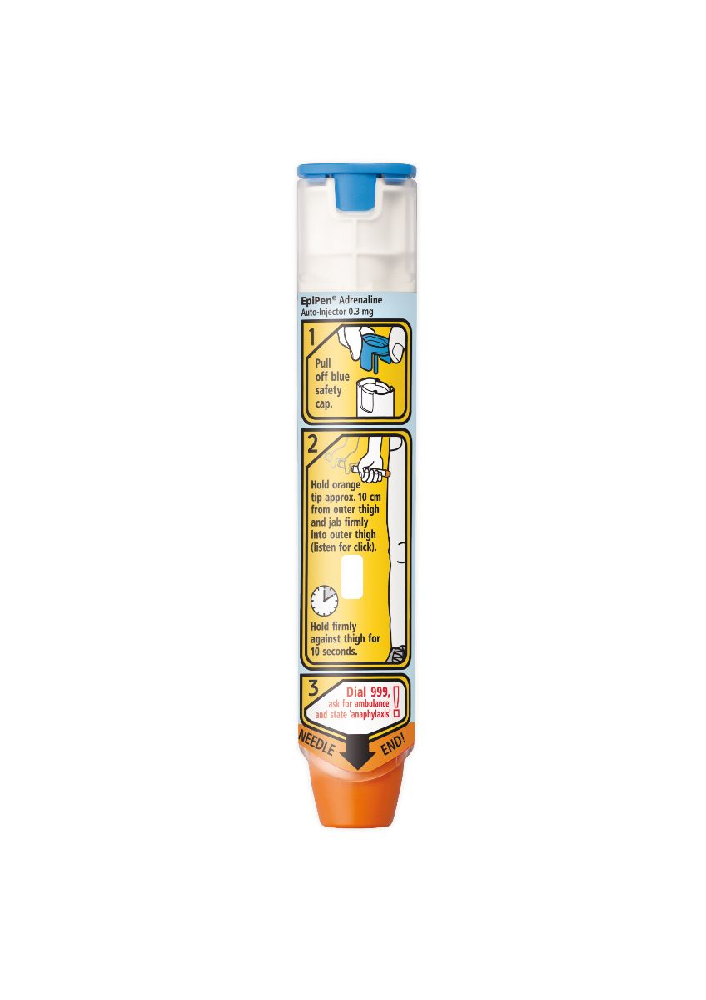 EpiPen® Adrenaline
Auto-Injector 0.3 mg
1
Pull
off blue
safety
cap.
2
Hold orange
tip approx. 10 cm
from outer thigh
and jab firmly
into outer thigh
(listen for click).
Hold firmly
against thigh for
10 seconds.
3
Dial 999,
ask for ambulance
and state 'anaphylaxis'
!
NEEDLE END!